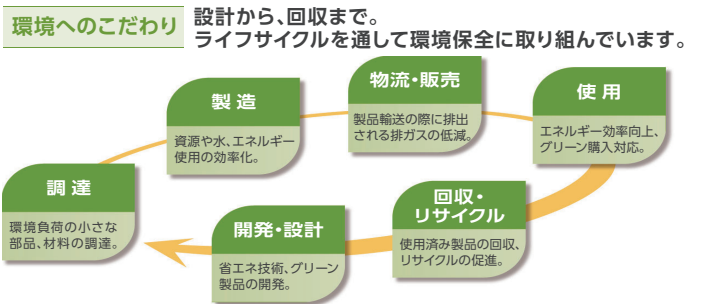 環境へのこだわり
設計から、回収まで。
ライフサイクルを通して環境保全に取り組んでいます。
調達
環境負荷の小さな
部品、材料の調達。
製造
資源や水、エネルギー
使用の効率化。
物流・販売
製品輸送の際に排出
される排ガスの低減。
使用
エネルギー効率向上、
グリーン購入対応。
回収・
リサイクル
使用済み製品の回収、
リサイクルの促進。
開発・設計
省エネ技術、グリーン
製品の開発。